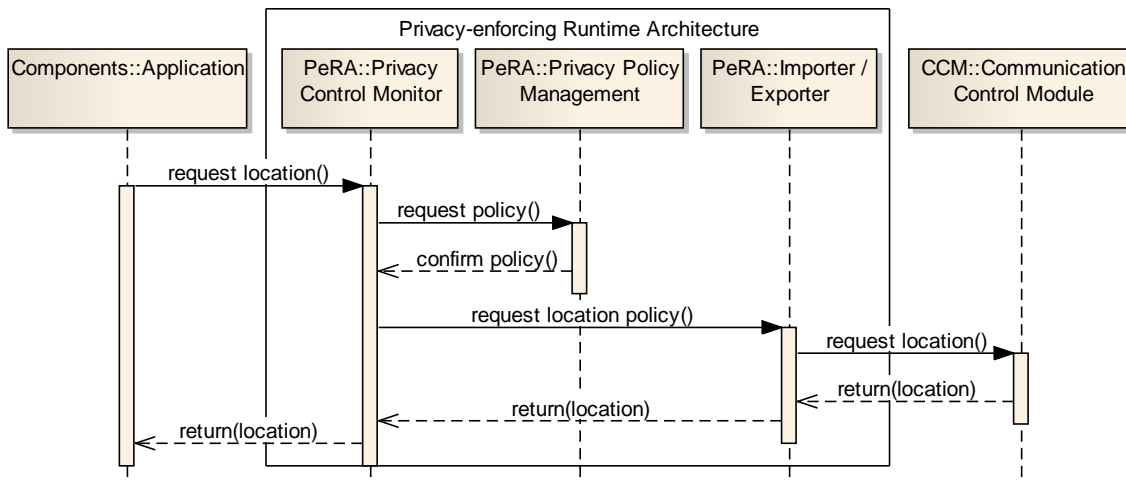 Privacy-enforcing Runtime Architecture
Components::Application
PeRA::Privacy
Control Monitor
PeRA::Privacy Policy
Management
PeRA::Importer /
Exporter
CCM::Communication
Control Module
request location()
request policy()
confirm policy()
request location policy()
request location()
return(location)
return(location)
return(location)